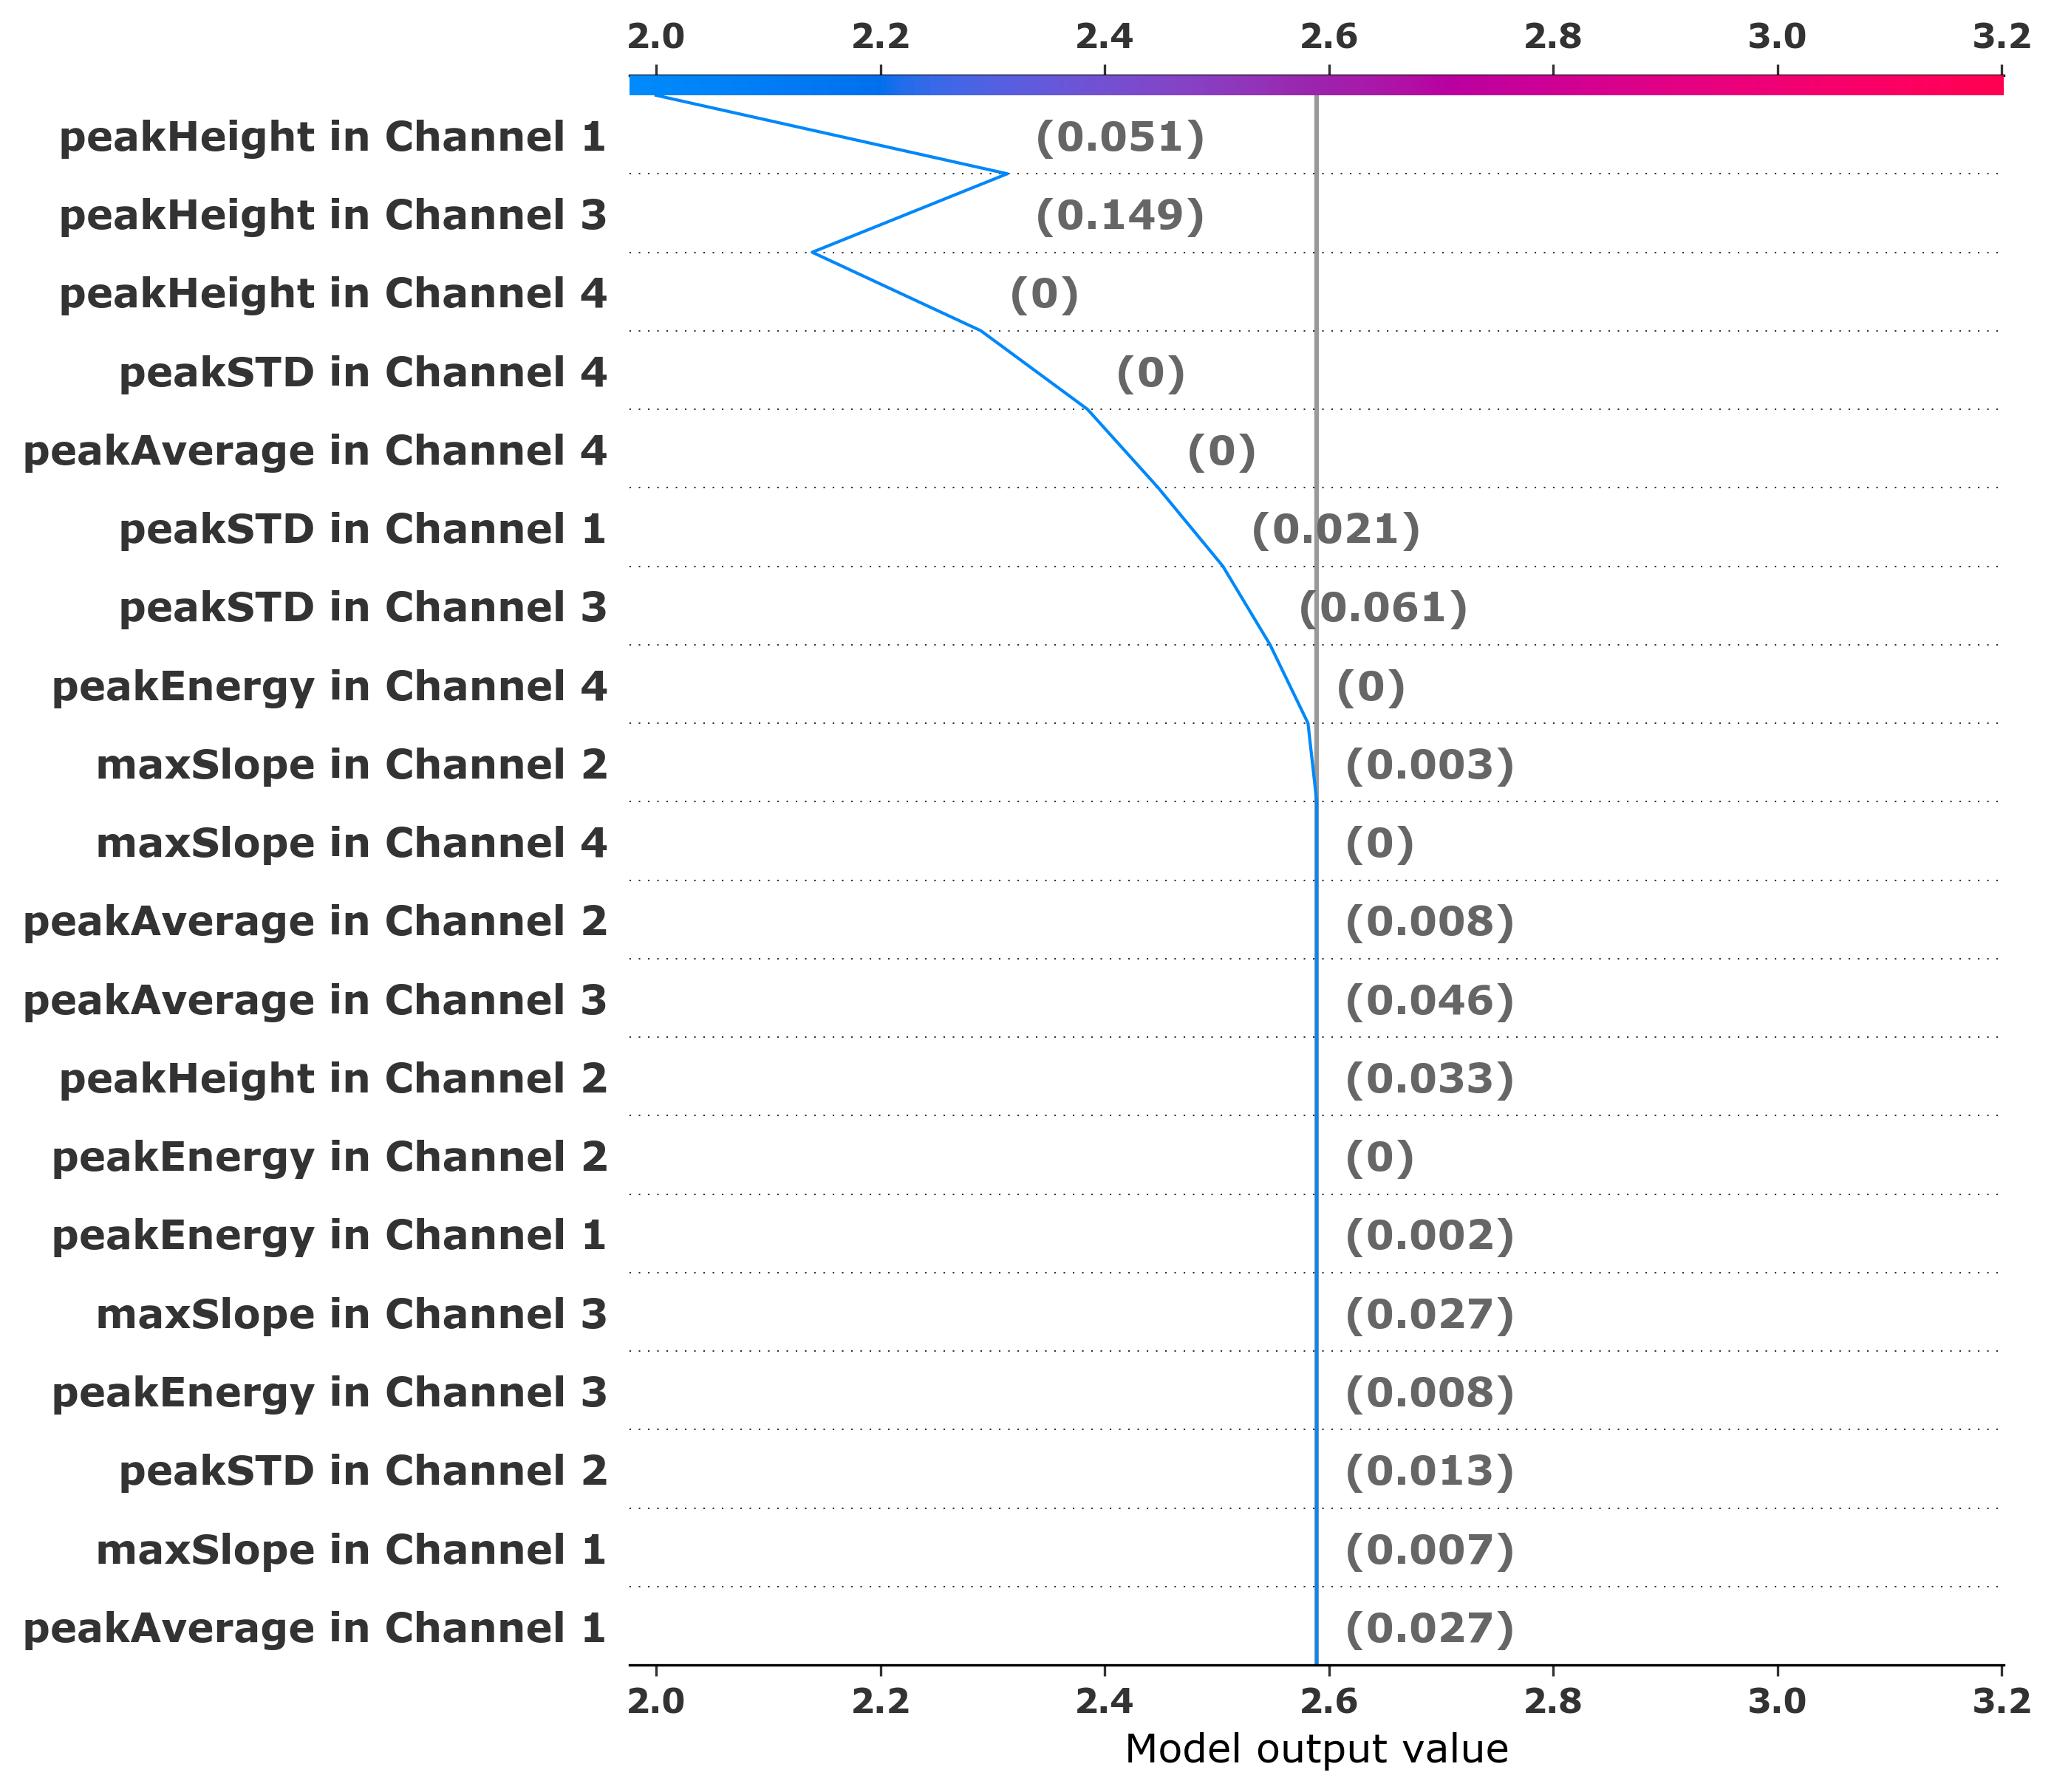 2.0 2.2 2.4 2.6 2.8 3.0 3.2
peakHeight in Channel 1 (0.051)
peakHeight in Channel 3 (0.149)
peakHeight in Channel 4 (0)
peakSTD in Channel 4 (0)
peakAverage in Channel 4 (0)
peakSTD in Channel 1 (0.021)
peakSTD in Channel 3 (0.061)
peakEnergy in Channel 4 (0)
maxSlope in Channel 2 (0.003)
maxSlope in Channel 4 (0)
peakAverage in Channel 2 (0.008)
peakAverage in Channel 3 (0.046)
peakHeight in Channel 2 (0.033)
peakEnergy in Channel 2 (0)
peakEnergy in Channel 1 (0.002)
maxSlope in Channel 3 (0.027)
peakEnergy in Channel 3 (0.008)
peakSTD in Channel 2 (0.013)
maxSlope in Channel 1 (0.007)
peakAverage in Channel 1 (0.027)
2.0 2.2 2.4 2.6 2.8 3.0 3.2
Model output value